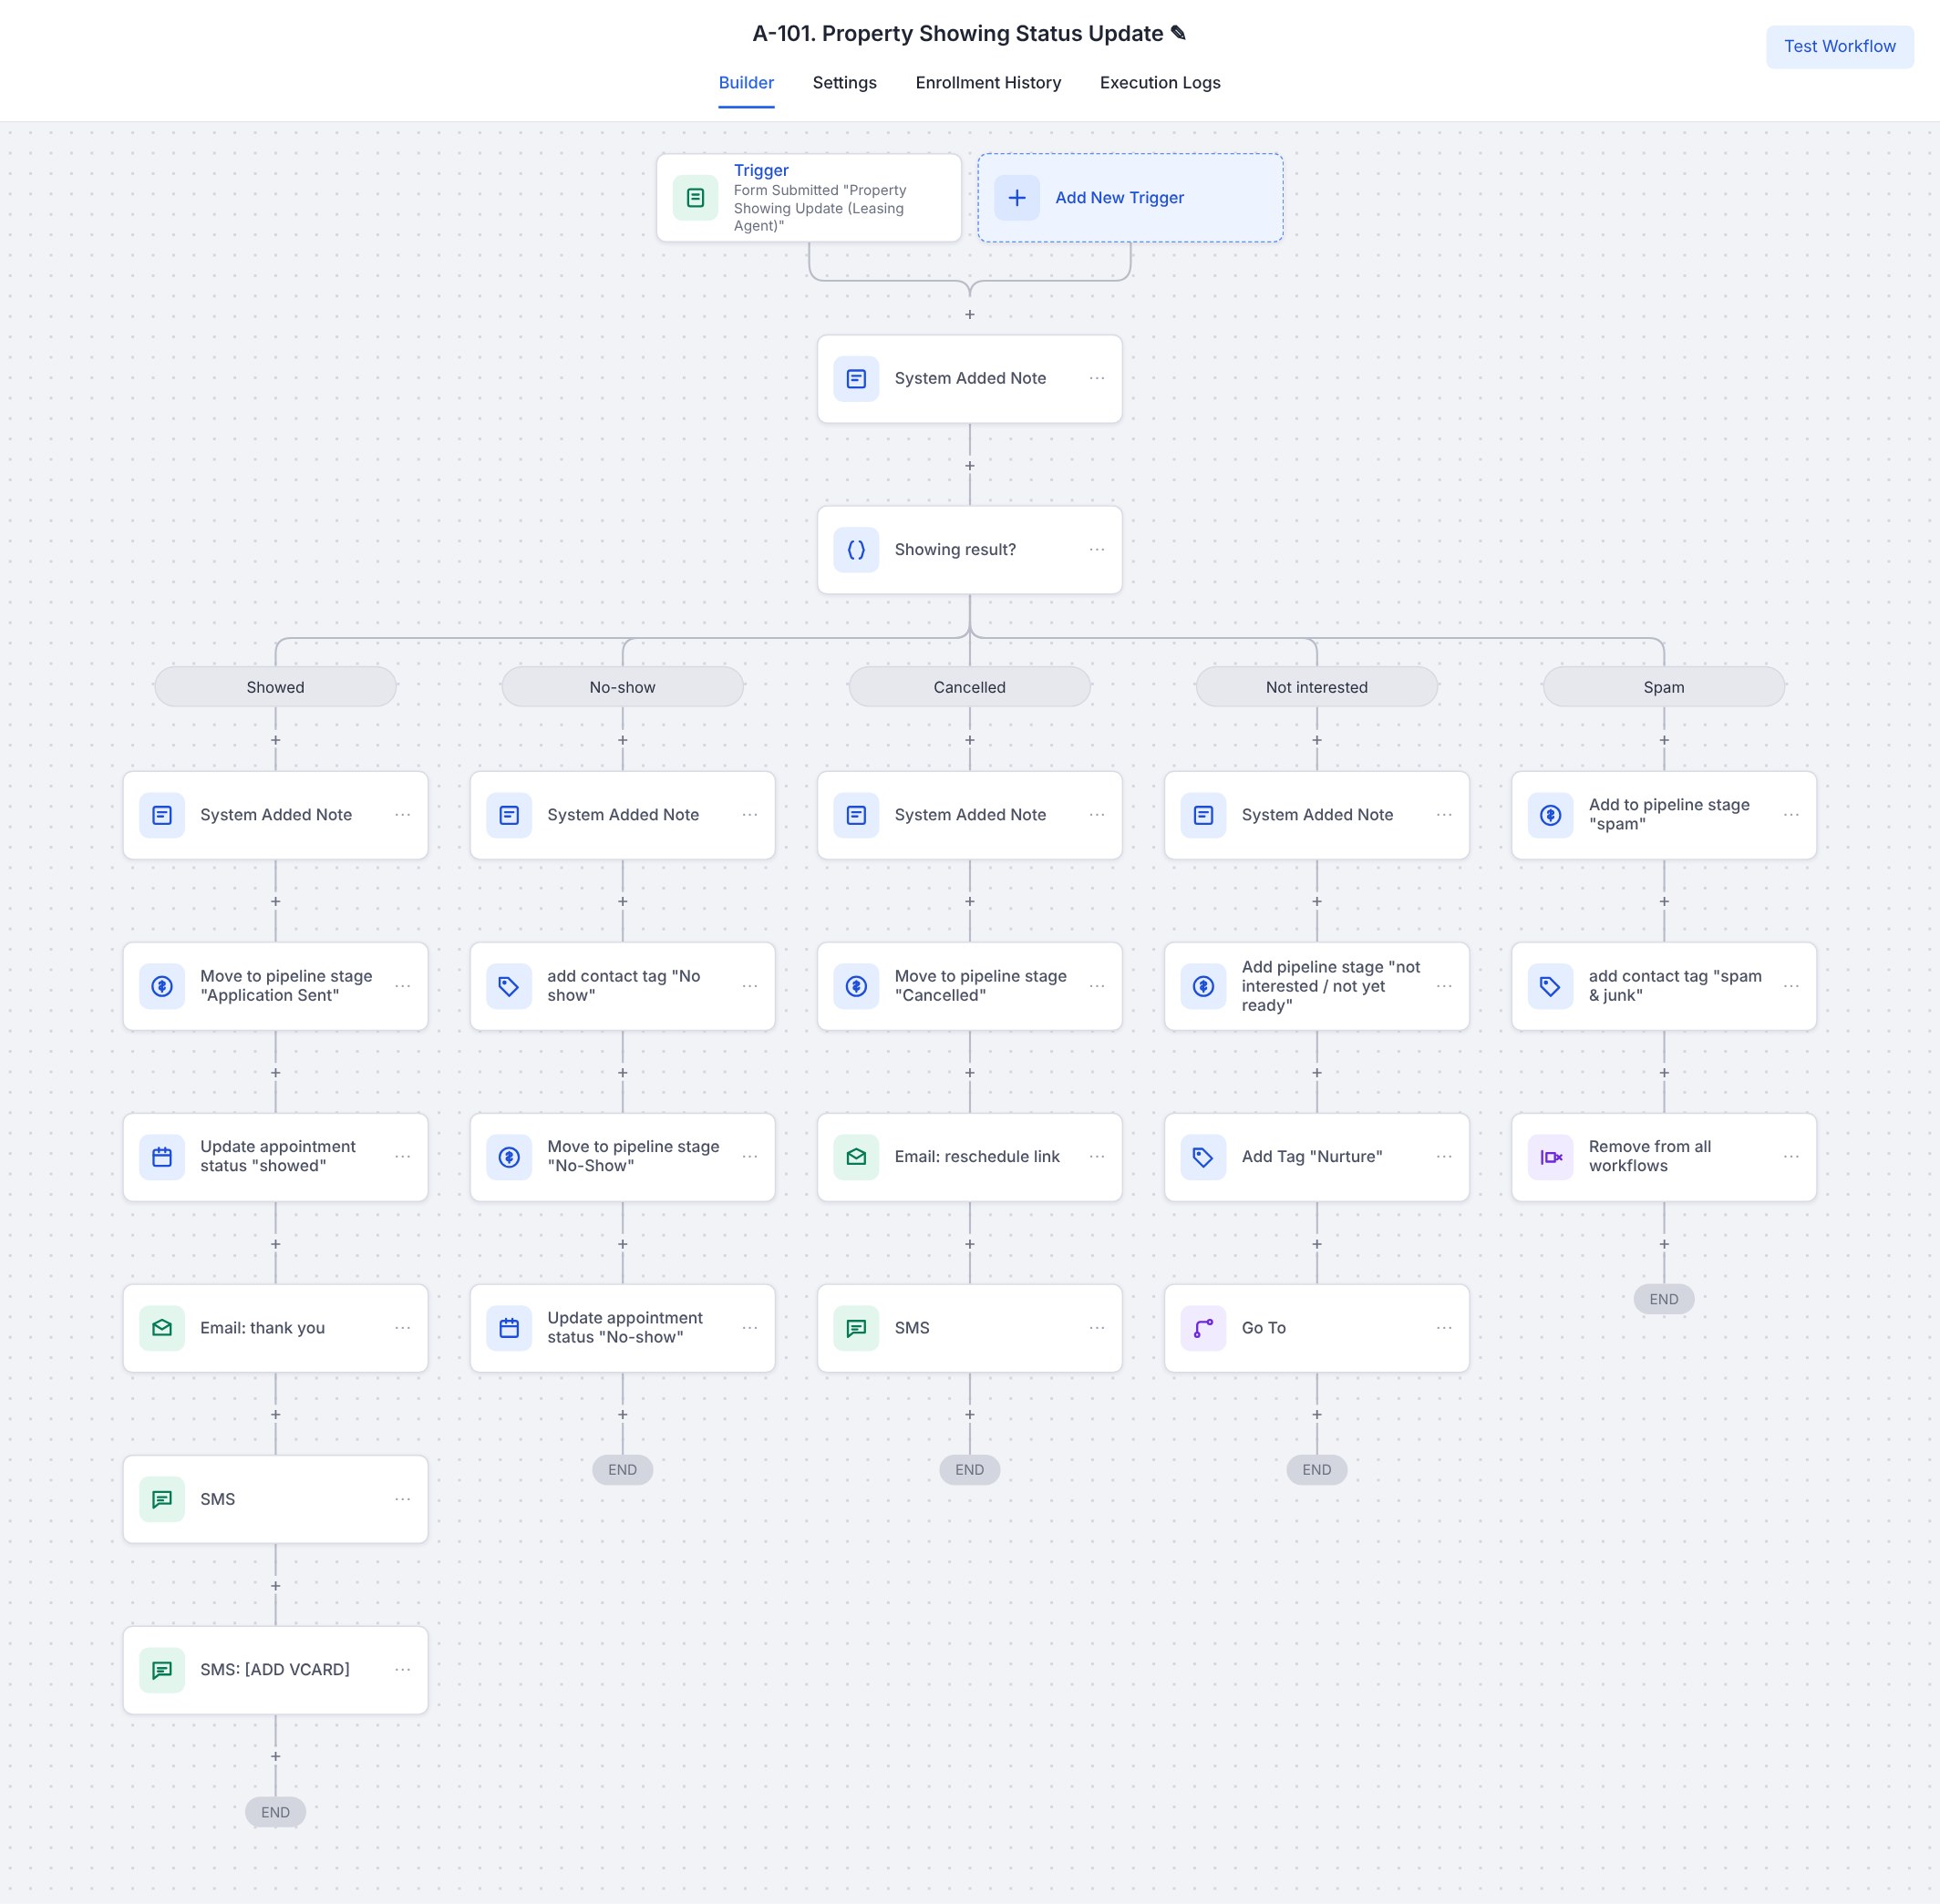 A-101. Property Showing Status Update ✎
Test Workflow
Builder
Settings
Enrollment History
Execution Logs
Trigger
Form Submitted "Property
Showing Update (Leasing
Agent)"
Add New Trigger
System Added Note
Showing result?
Showed
No-show
Cancelled
Not interested
Spam
System Added Note
System Added Note
System Added Note
System Added Note
Add to pipeline stage
"spam"
Move to pipeline stage
"Application Sent"
add contact tag "No
show"
Move to pipeline stage
"Cancelled"
Add pipeline stage "not
interested / not yet
ready"
add contact tag "spam
& junk"
Update appointment
status "showed"
Move to pipeline stage
"No-Show"
Email: reschedule link
Add Tag "Nurture"
Remove from all
workflows
Email: thank you
Update appointment
status "No-show"
SMS
Go To
END
SMS
END
END
END
SMS: [ADD VCARD]
END